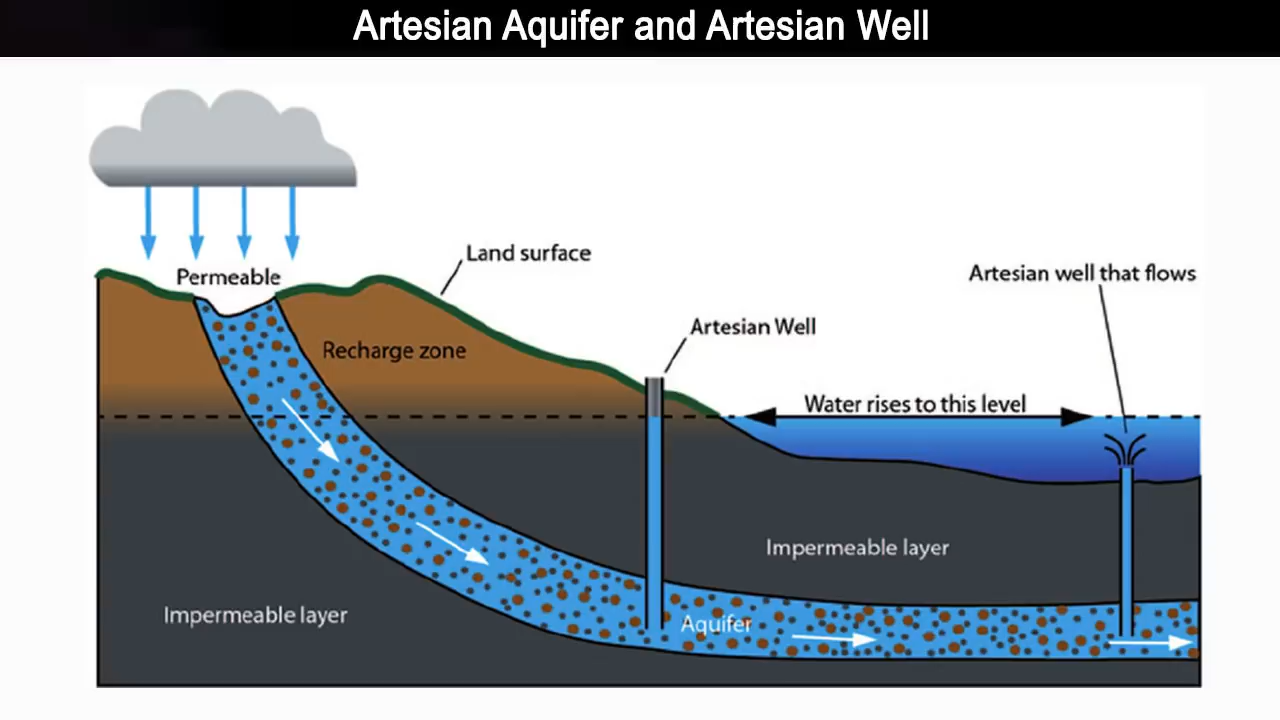 Artesian Aquifer and Artesian Well
Permeable
Land surface
Artesian well that flows
Artesian Well
Recharge zone
Water rises to this level
Impermeable layer
Impermeable layer
Aquifer